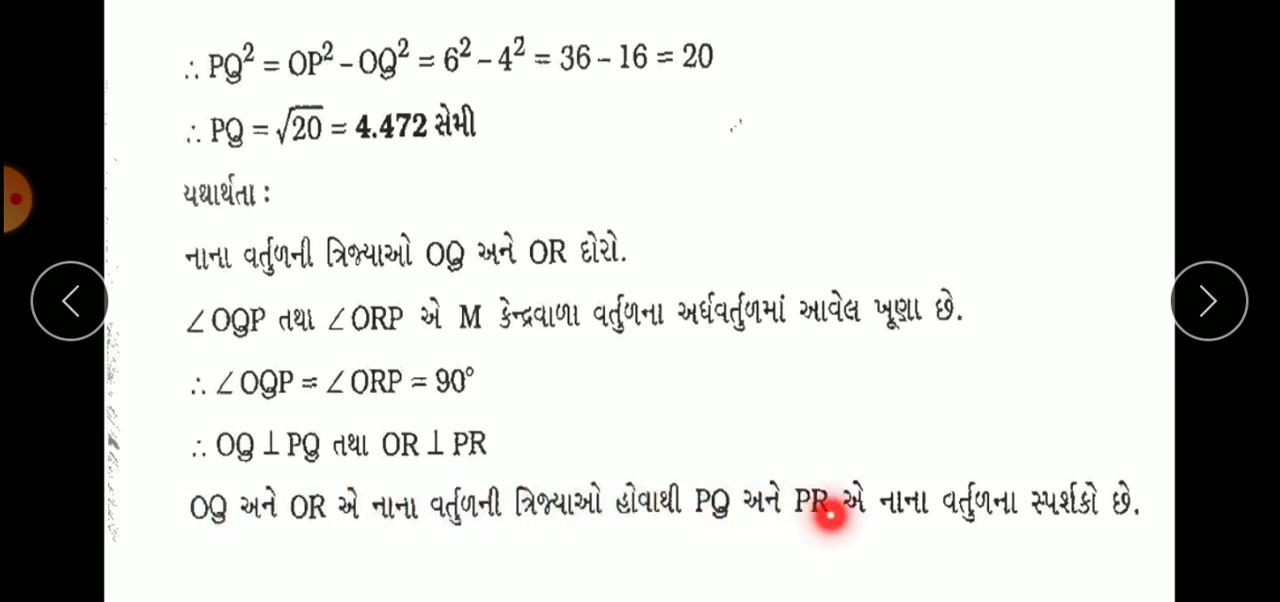 ∴ PQ² = OP² – OQ² = 6² – 4² = 36 – 16 = 20
∴ PQ = √20 = 4.472 સેમી
યથાર્થતા :
નાના વર્તુળની ત્રિજ્યાઓ OQ અને OR દોરો.
∠OQP તથા ∠ORP એ M કેન્દ્રવાળા વર્તુળના અર્ધવર્તુળમાં આવેલ ખૂણા છે.
∴ ∠OQP = ∠ORP = 90°
∴ OQ ⊥ PQ તથા OR ⊥ PR
OQ અને OR એ નાના વર્તુળની ત્રિજ્યાઓ હોવાથી PQ અને PR એ નાના વર્તુળના સ્પર્શકો છે.